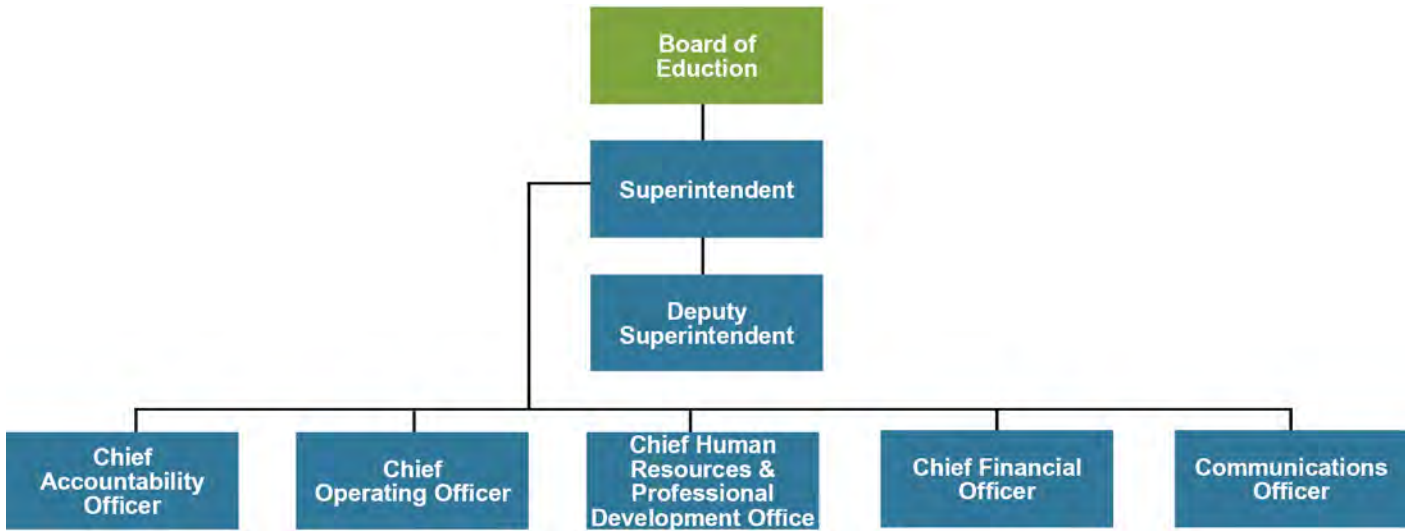 Board of
Eduction
Superintendent
Deputy
Superintendent
Chief
Accountability
Officer
Chief
Operating Officer
Chief Human
Resources &
Professional
Development Office
Chief Financial
Officer
Communications
Officer